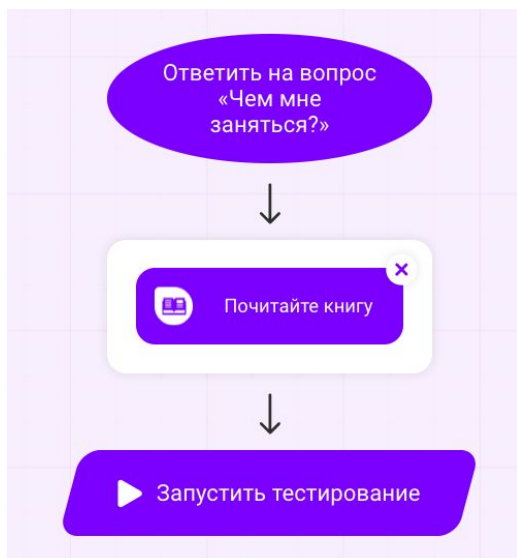 Ответить на вопрос
«Чем мне
заняться?»
Почитайте книгу
Запустить тестирование